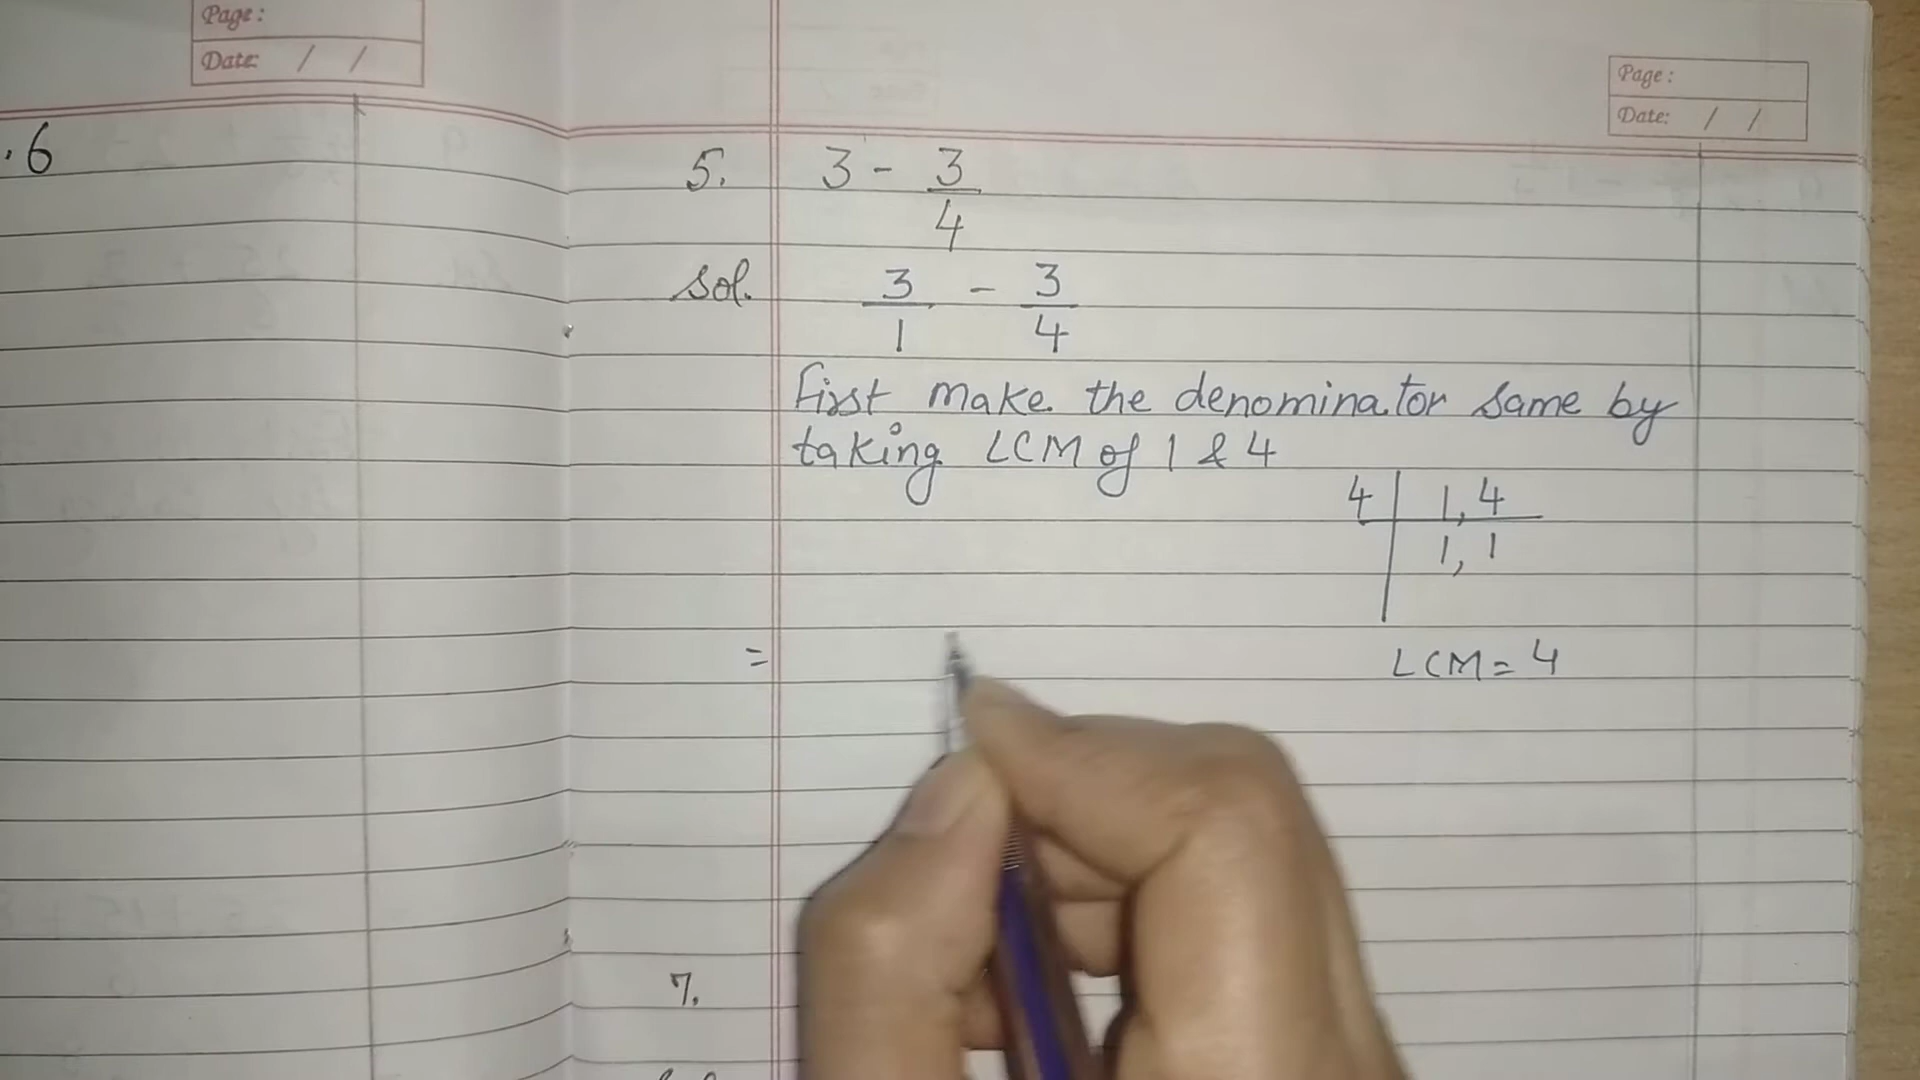 Page :
Date: / /
Page :
Date: / /
.6
5. 3 - 3/4
Sol. 3/1 - 3/4
First make the denominator same by
taking LCM of 1 & 4
4 | 1, 4
1, 1
= LCM = 4
7.